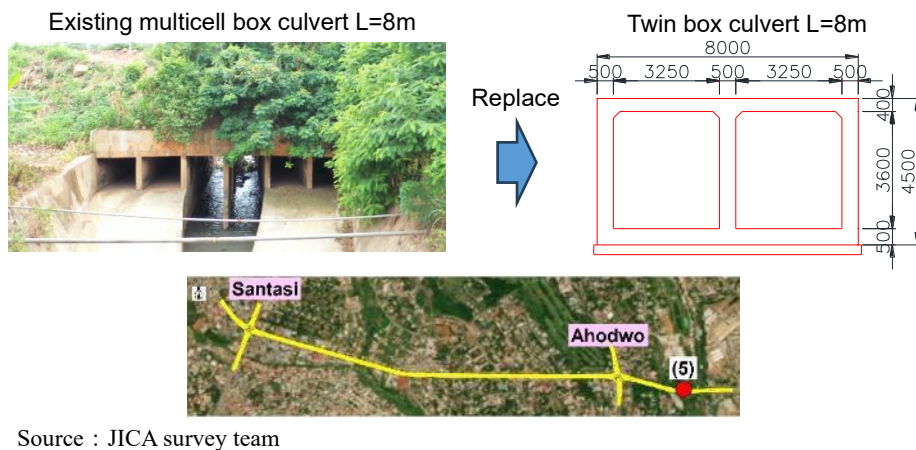 Existing multicell box culvert L=8m
Twin box culvert L=8m
8000
500 3250 500 3250 500
Replace
400
3600
4500
500
Santasi
Ahodwo
(5)
Source：JICA survey team